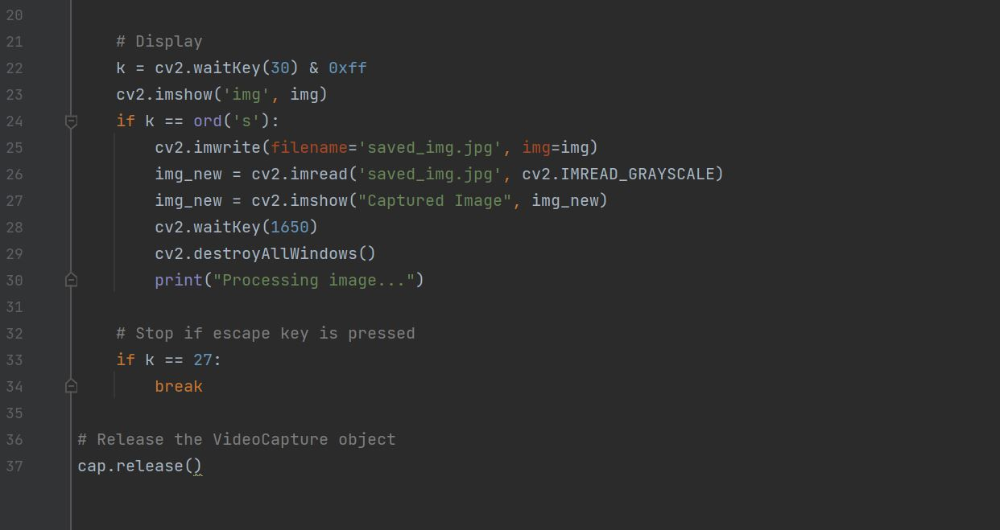 20
21     # Display
22     k = cv2.waitKey(30) & 0xff
23     cv2.imshow('img', img)
24     if k == ord('s'):
25         cv2.imwrite(filename='saved_img.jpg', img=img)
26         img_new = cv2.imread('saved_img.jpg', cv2.IMREAD_GRAYSCALE)
27         img_new = cv2.imshow("Captured Image", img_new)
28         cv2.waitKey(1650)
29         cv2.destroyAllWindows()
30         print("Processing image...")
31
32     # Stop if escape key is pressed
33     if k == 27:
34         break
35
36 # Release the VideoCapture object
37 cap.release()